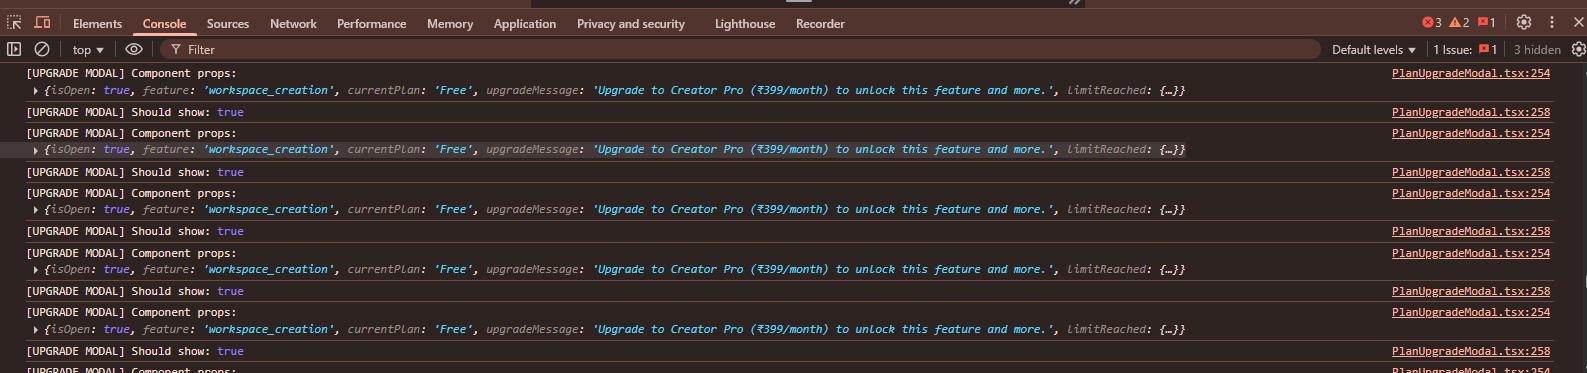 Elements Console Sources Network Performance Memory Application Privacy and security Lighthouse Recorder 3 2 1
top Filter Default levels 1 Issue: 1 3 hidden
[UPGRADE MODAL] Component props: PlanUpgradeModal.tsx:254
{isOpen: true, feature: 'workspace_creation', currentPlan: 'Free', upgradeMessage: 'Upgrade to Creator Pro (₹399/month) to unlock this feature and more.', limitReached: {…}}
[UPGRADE MODAL] Should show: true PlanUpgradeModal.tsx:258
[UPGRADE MODAL] Component props: PlanUpgradeModal.tsx:254
{isOpen: true, feature: 'workspace_creation', currentPlan: 'Free', upgradeMessage: 'Upgrade to Creator Pro (₹399/month) to unlock this feature and more.', limitReached: {…}}
[UPGRADE MODAL] Should show: true PlanUpgradeModal.tsx:258
[UPGRADE MODAL] Component props: PlanUpgradeModal.tsx:254
{isOpen: true, feature: 'workspace_creation', currentPlan: 'Free', upgradeMessage: 'Upgrade to Creator Pro (₹399/month) to unlock this feature and more.', limitReached: {…}}
[UPGRADE MODAL] Should show: true PlanUpgradeModal.tsx:258
[UPGRADE MODAL] Component props: PlanUpgradeModal.tsx:254
{isOpen: true, feature: 'workspace_creation', currentPlan: 'Free', upgradeMessage: 'Upgrade to Creator Pro (₹399/month) to unlock this feature and more.', limitReached: {…}}
[UPGRADE MODAL] Should show: true PlanUpgradeModal.tsx:258
[UPGRADE MODAL] Component props: PlanUpgradeModal.tsx:254
{isOpen: true, feature: 'workspace_creation', currentPlan: 'Free', upgradeMessage: 'Upgrade to Creator Pro (₹399/month) to unlock this feature and more.', limitReached: {…}}
[UPGRADE MODAL] Should show: true PlanUpgradeModal.tsx:258
[UPGRADE MODAL] Component props: PlanUpgradeModal.tsx:254